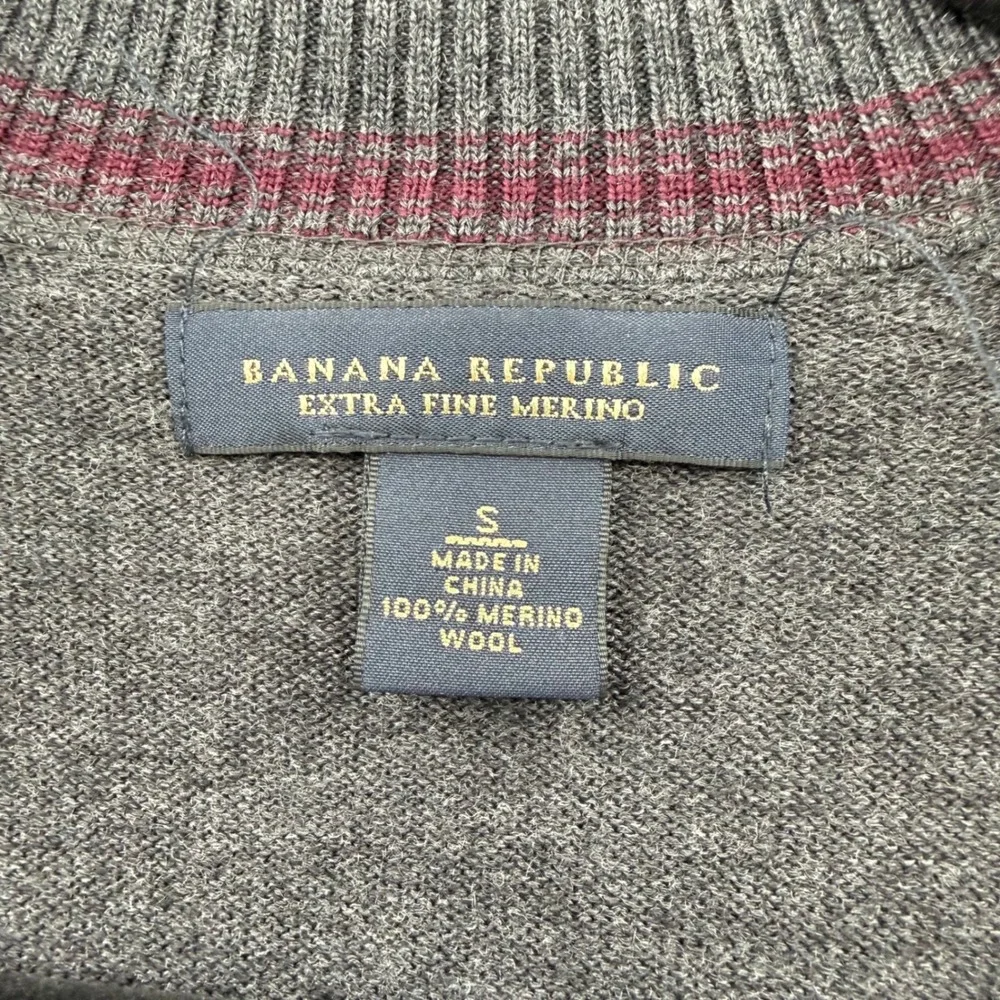 BANANA REPUBLIC
EXTRA FINE MERINO
S
MADE IN
CHINA
100% MERINO
WOOL